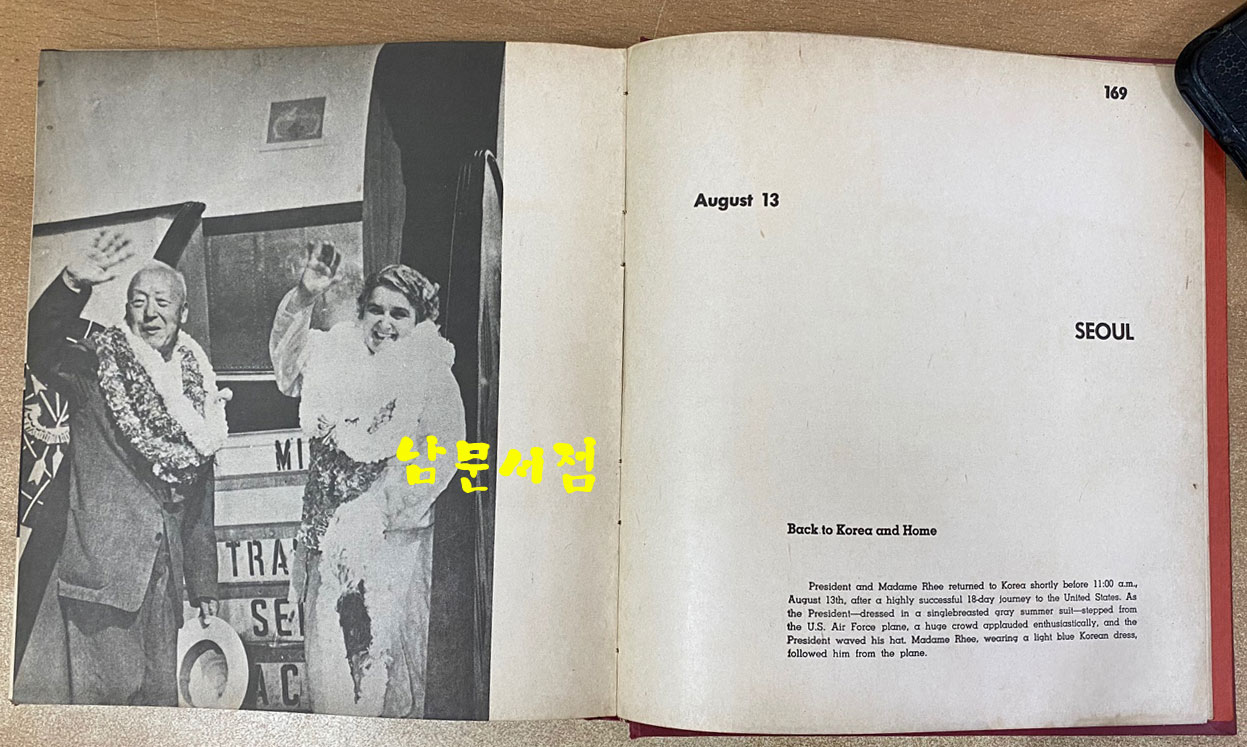 MI
TRA
SE
AC
남문서점
169
August 13
SEOUL
Back to Korea and Home
President and Madame Rhee returned to Korea shortly before 11:00 a.m.,
August 13th, after a highly successful 18-day journey to the United States. As
the President—dressed in a singlebreasted gray summer suit—stepped from
the U.S. Air Force plane, a huge crowd applauded enthusiastically, and the
President waved his hat. Madame Rhee, wearing a light blue Korean dress,
followed him from the plane.